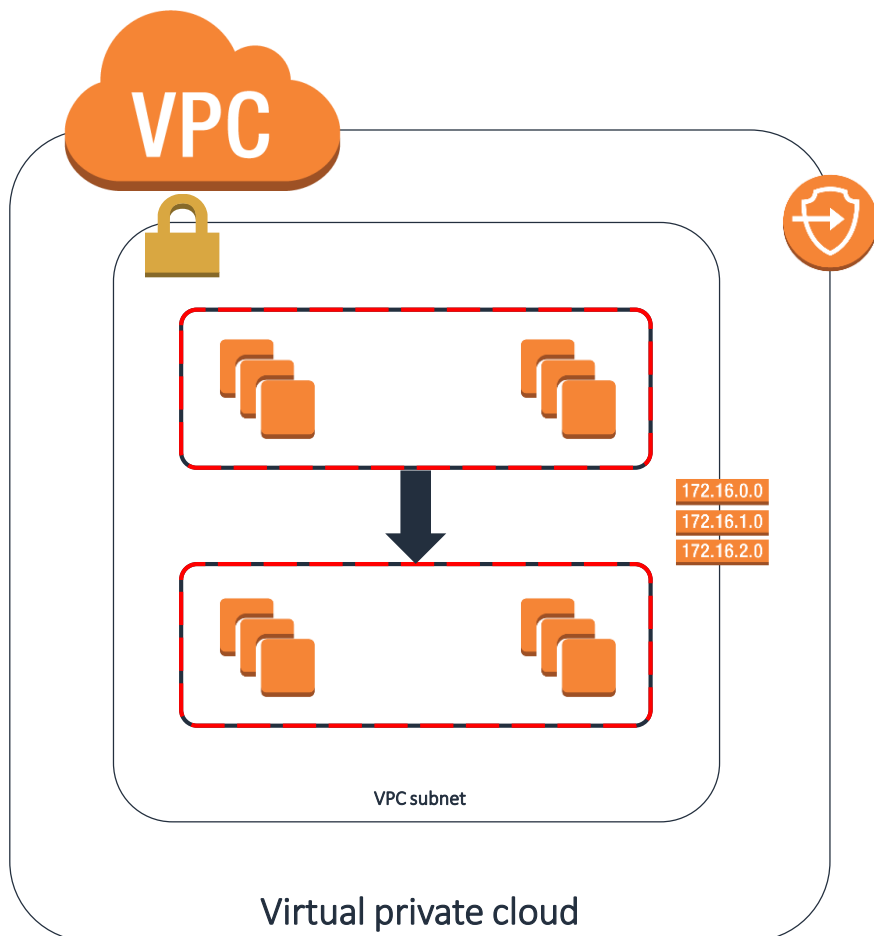 VPC
172.16.0.0
172.16.1.0
172.16.2.0
VPC subnet
Virtual private cloud